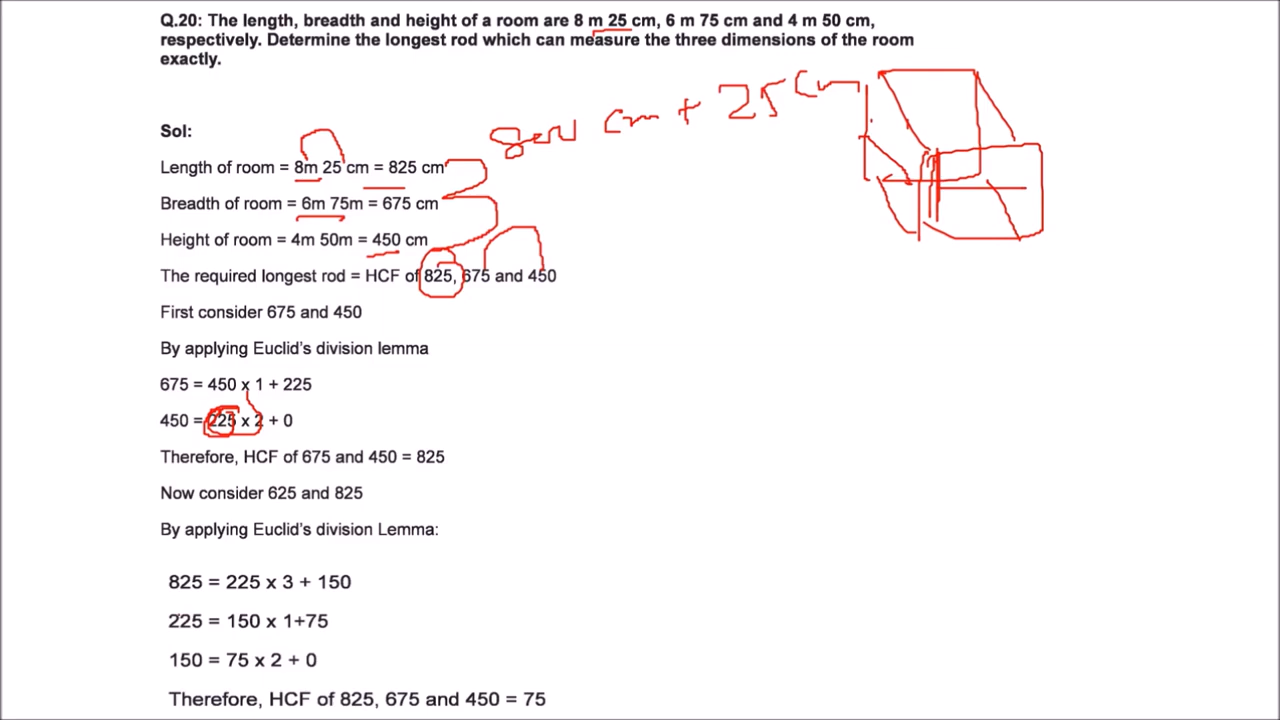 Q.20: The length, breadth and height of a room are 8 m 25 cm, 6 m 75 cm and 4 m 50 cm,
respectively. Determine the longest rod which can measure the three dimensions of the room
exactly.
800 cm + 25 cm
Sol:
Length of room = 8m 25 cm = 825 cm
Breadth of room = 6m 75m = 675 cm
Height of room = 4m 50m = 450 cm
The required longest rod = HCF of 825, 675 and 450
First consider 675 and 450
By applying Euclid's division lemma
675 = 450 x 1 + 225
450 = 225 x 2 + 0
Therefore, HCF of 675 and 450 = 825
Now consider 625 and 825
By applying Euclid's division Lemma:
825 = 225 x 3 + 150
225 = 150 x 1+75
150 = 75 x 2 + 0
Therefore, HCF of 825, 675 and 450 = 75